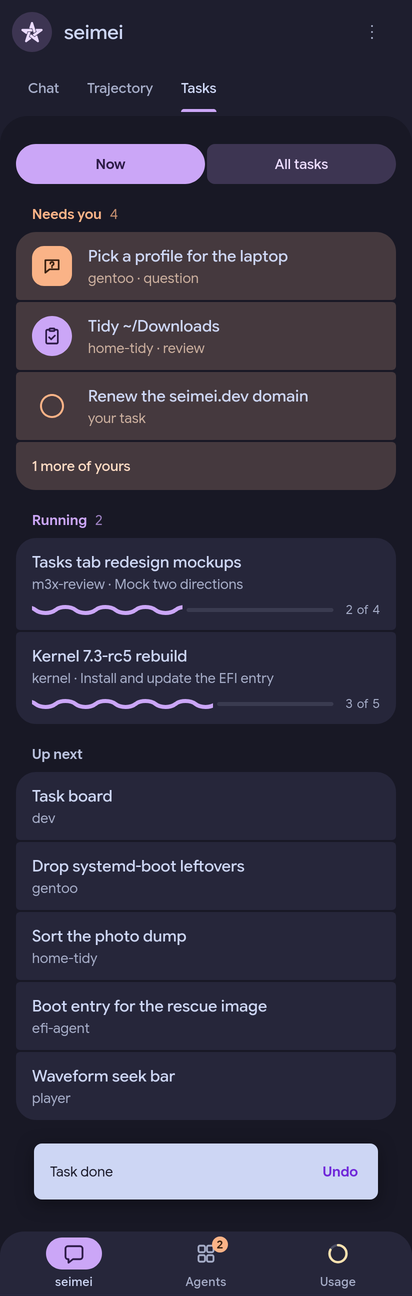 seimei
Chat
Trajectory
Tasks
Now
All tasks
Needs you 4
Pick a profile for the laptop
gentoo · question
Tidy ~/Downloads
home-tidy · review
Renew the seimei.dev domain
your task
1 more of yours
Running 2
Tasks tab redesign mockups
m3x-review · Mock two directions
2 of 4
Kernel 7.3-rc5 rebuild
kernel · Install and update the EFI entry
3 of 5
Up next
Task board
dev
Drop systemd-boot leftovers
gentoo
Sort the photo dump
home-tidy
Boot entry for the rescue image
efi-agent
Waveform seek bar
player
Task done
Undo
2
seimei
Agents
Usage